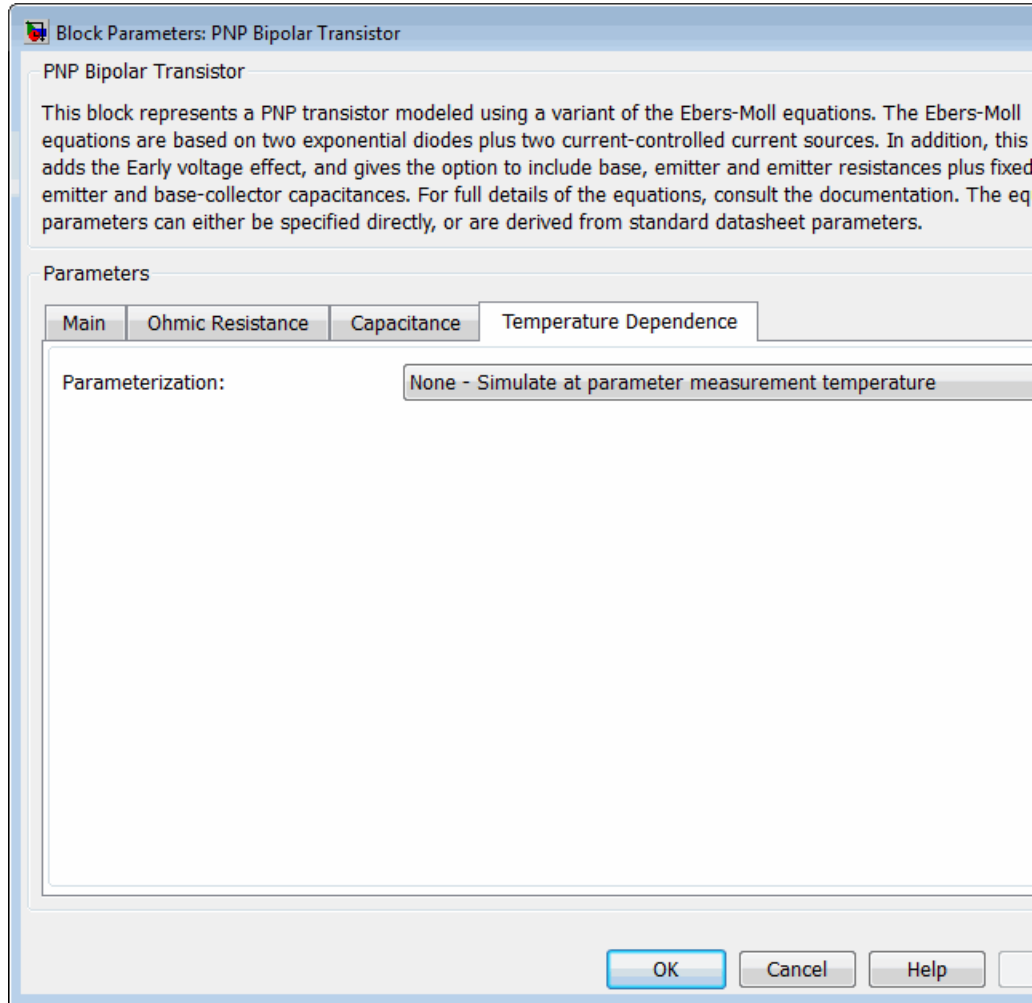 Block Parameters: PNP Bipolar Transistor
PNP Bipolar Transistor
This block represents a PNP transistor modeled using a variant of the Ebers-Moll equations. The Ebers-Moll
equations are based on two exponential diodes plus two current-controlled current sources. In addition, this
adds the Early voltage effect, and gives the option to include base, emitter and emitter resistances plus fixed
emitter and base-collector capacitances. For full details of the equations, consult the documentation. The eq
parameters can either be specified directly, or are derived from standard datasheet parameters.
Parameters
Main Ohmic Resistance Capacitance Temperature Dependence
Parameterization: None - Simulate at parameter measurement temperature
OK Cancel Help